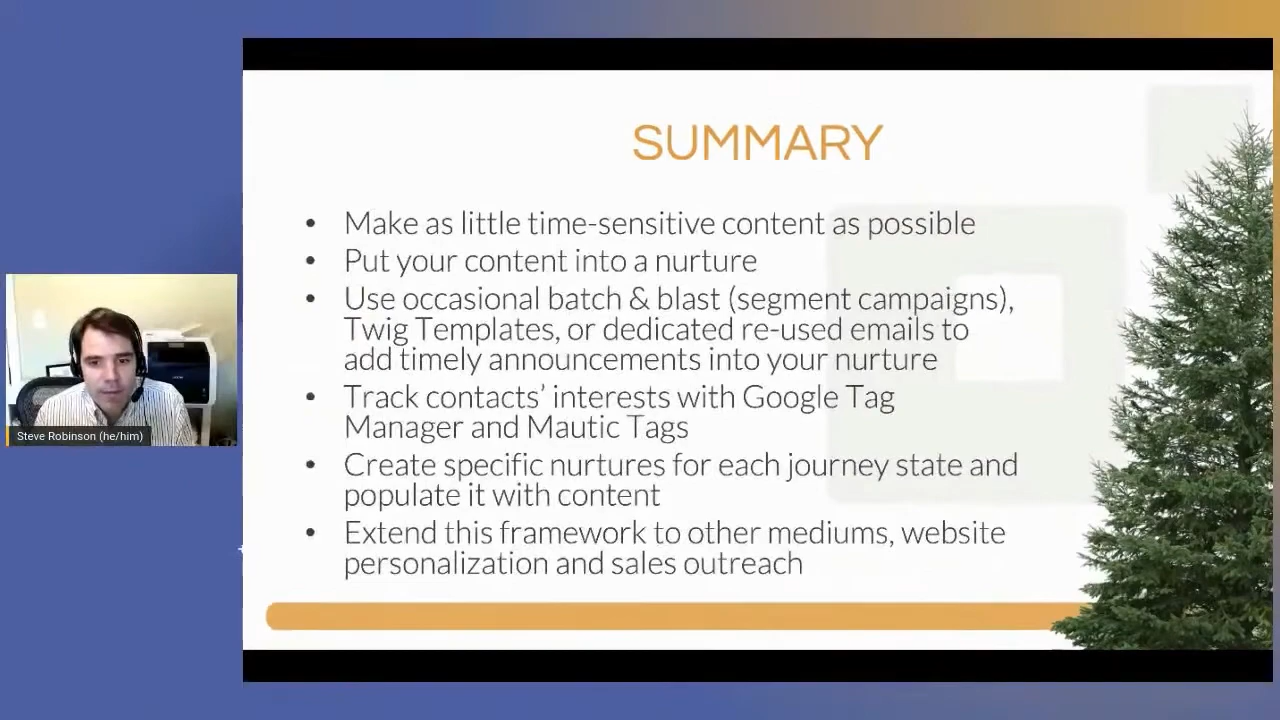 SUMMARY
• Make as little time-sensitive content as possible
• Put your content into a nurture
• Use occasional batch & blast (segment campaigns),
Twig Templates, or dedicated re-used emails to
add timely announcements into your nurture
• Track contacts’ interests with Google Tag
Manager and Mautic Tags
• Create specific nurtures for each journey state and
populate it with content
• Extend this framework to other mediums, website
personalization and sales outreach
Steve Robinson (he/him)